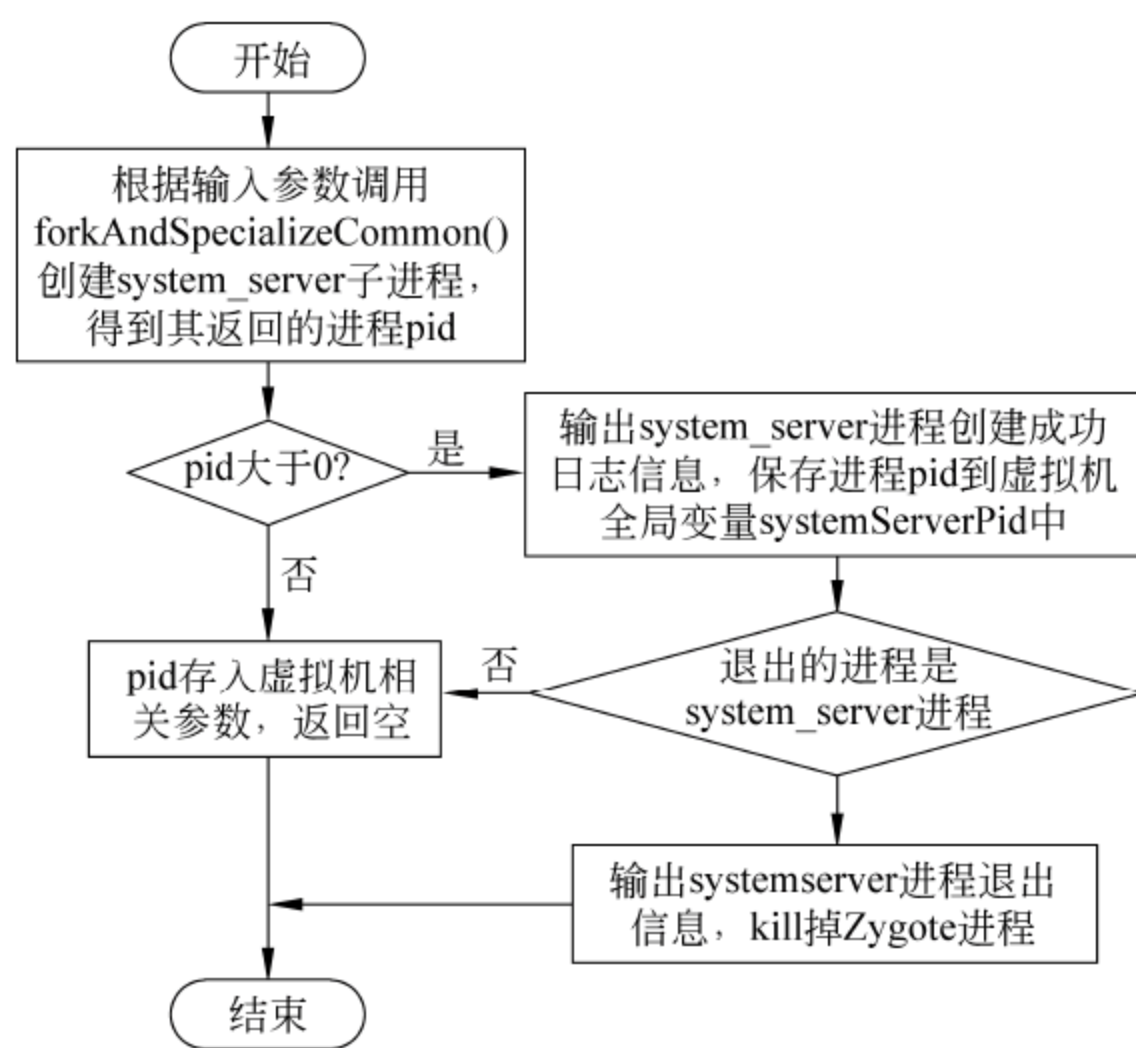 开始
根据输入参数调用
forkAndSpecializeCommon()
创建system_server子进程，
得到其返回的进程pid
pid大于0?
是
输出system_server进程创建成功
日志信息，保存进程pid到虚拟机
全局变量systemServerPid中
否
pid存入虚拟机相
关参数，返回空
否
退出的进程是
system_server进程
输出systemserver进程退出
信息，kill掉Zygote进程
结束